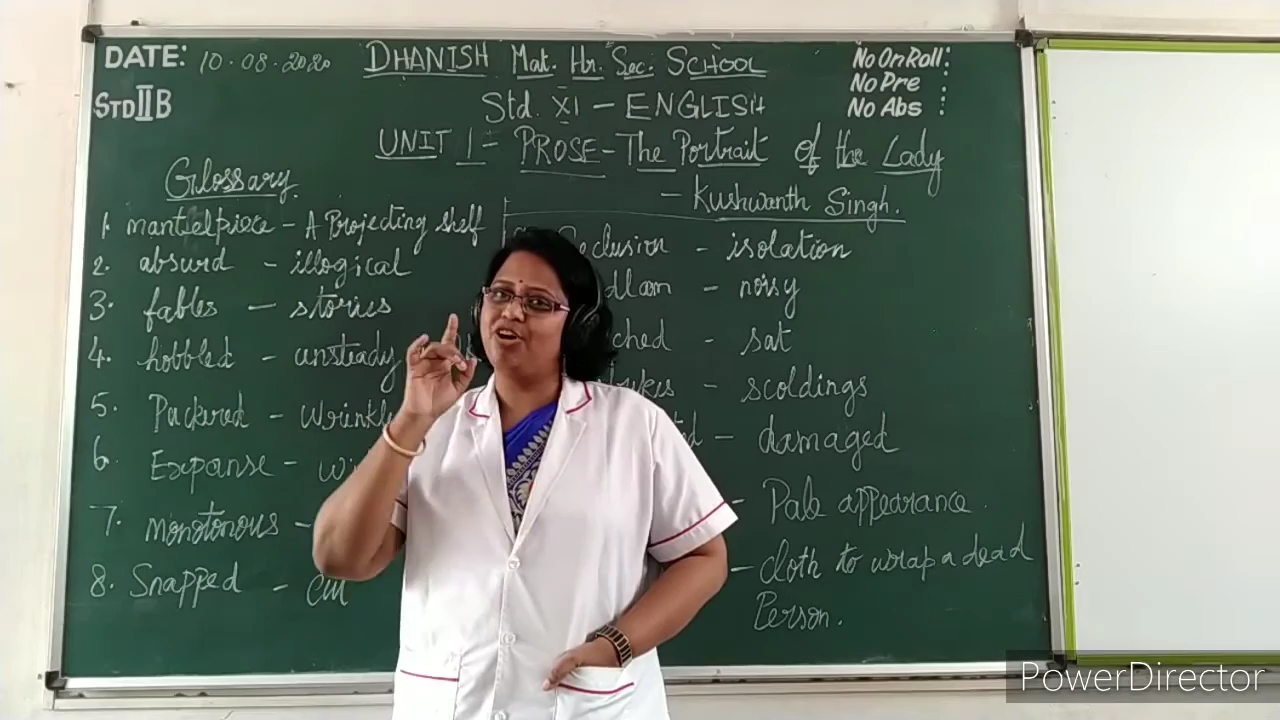 DATE: 10.08.2020
STD II B
DHANISH Mat. Hr. Sec. SCHOOL
Std. XI - ENGLISH
No On Roll :
No Pre :
No Abs :
UNIT 1 = PROSE - The Portrait of the Lady
- Kushwanth Singh.
Glossary
1. mantelpiece - A Projecting shelf
2. absurd - illogical
3. fables - stories
4. hobbled - unsteady
5. Puckered -
6. Expanse -
7. monotonous -
8. Snapped -
- isolation
- noisy
- sat
- scoldings
- damaged
- Pale appearance
- cloth to wrap a dead
Person.
PowerDirector